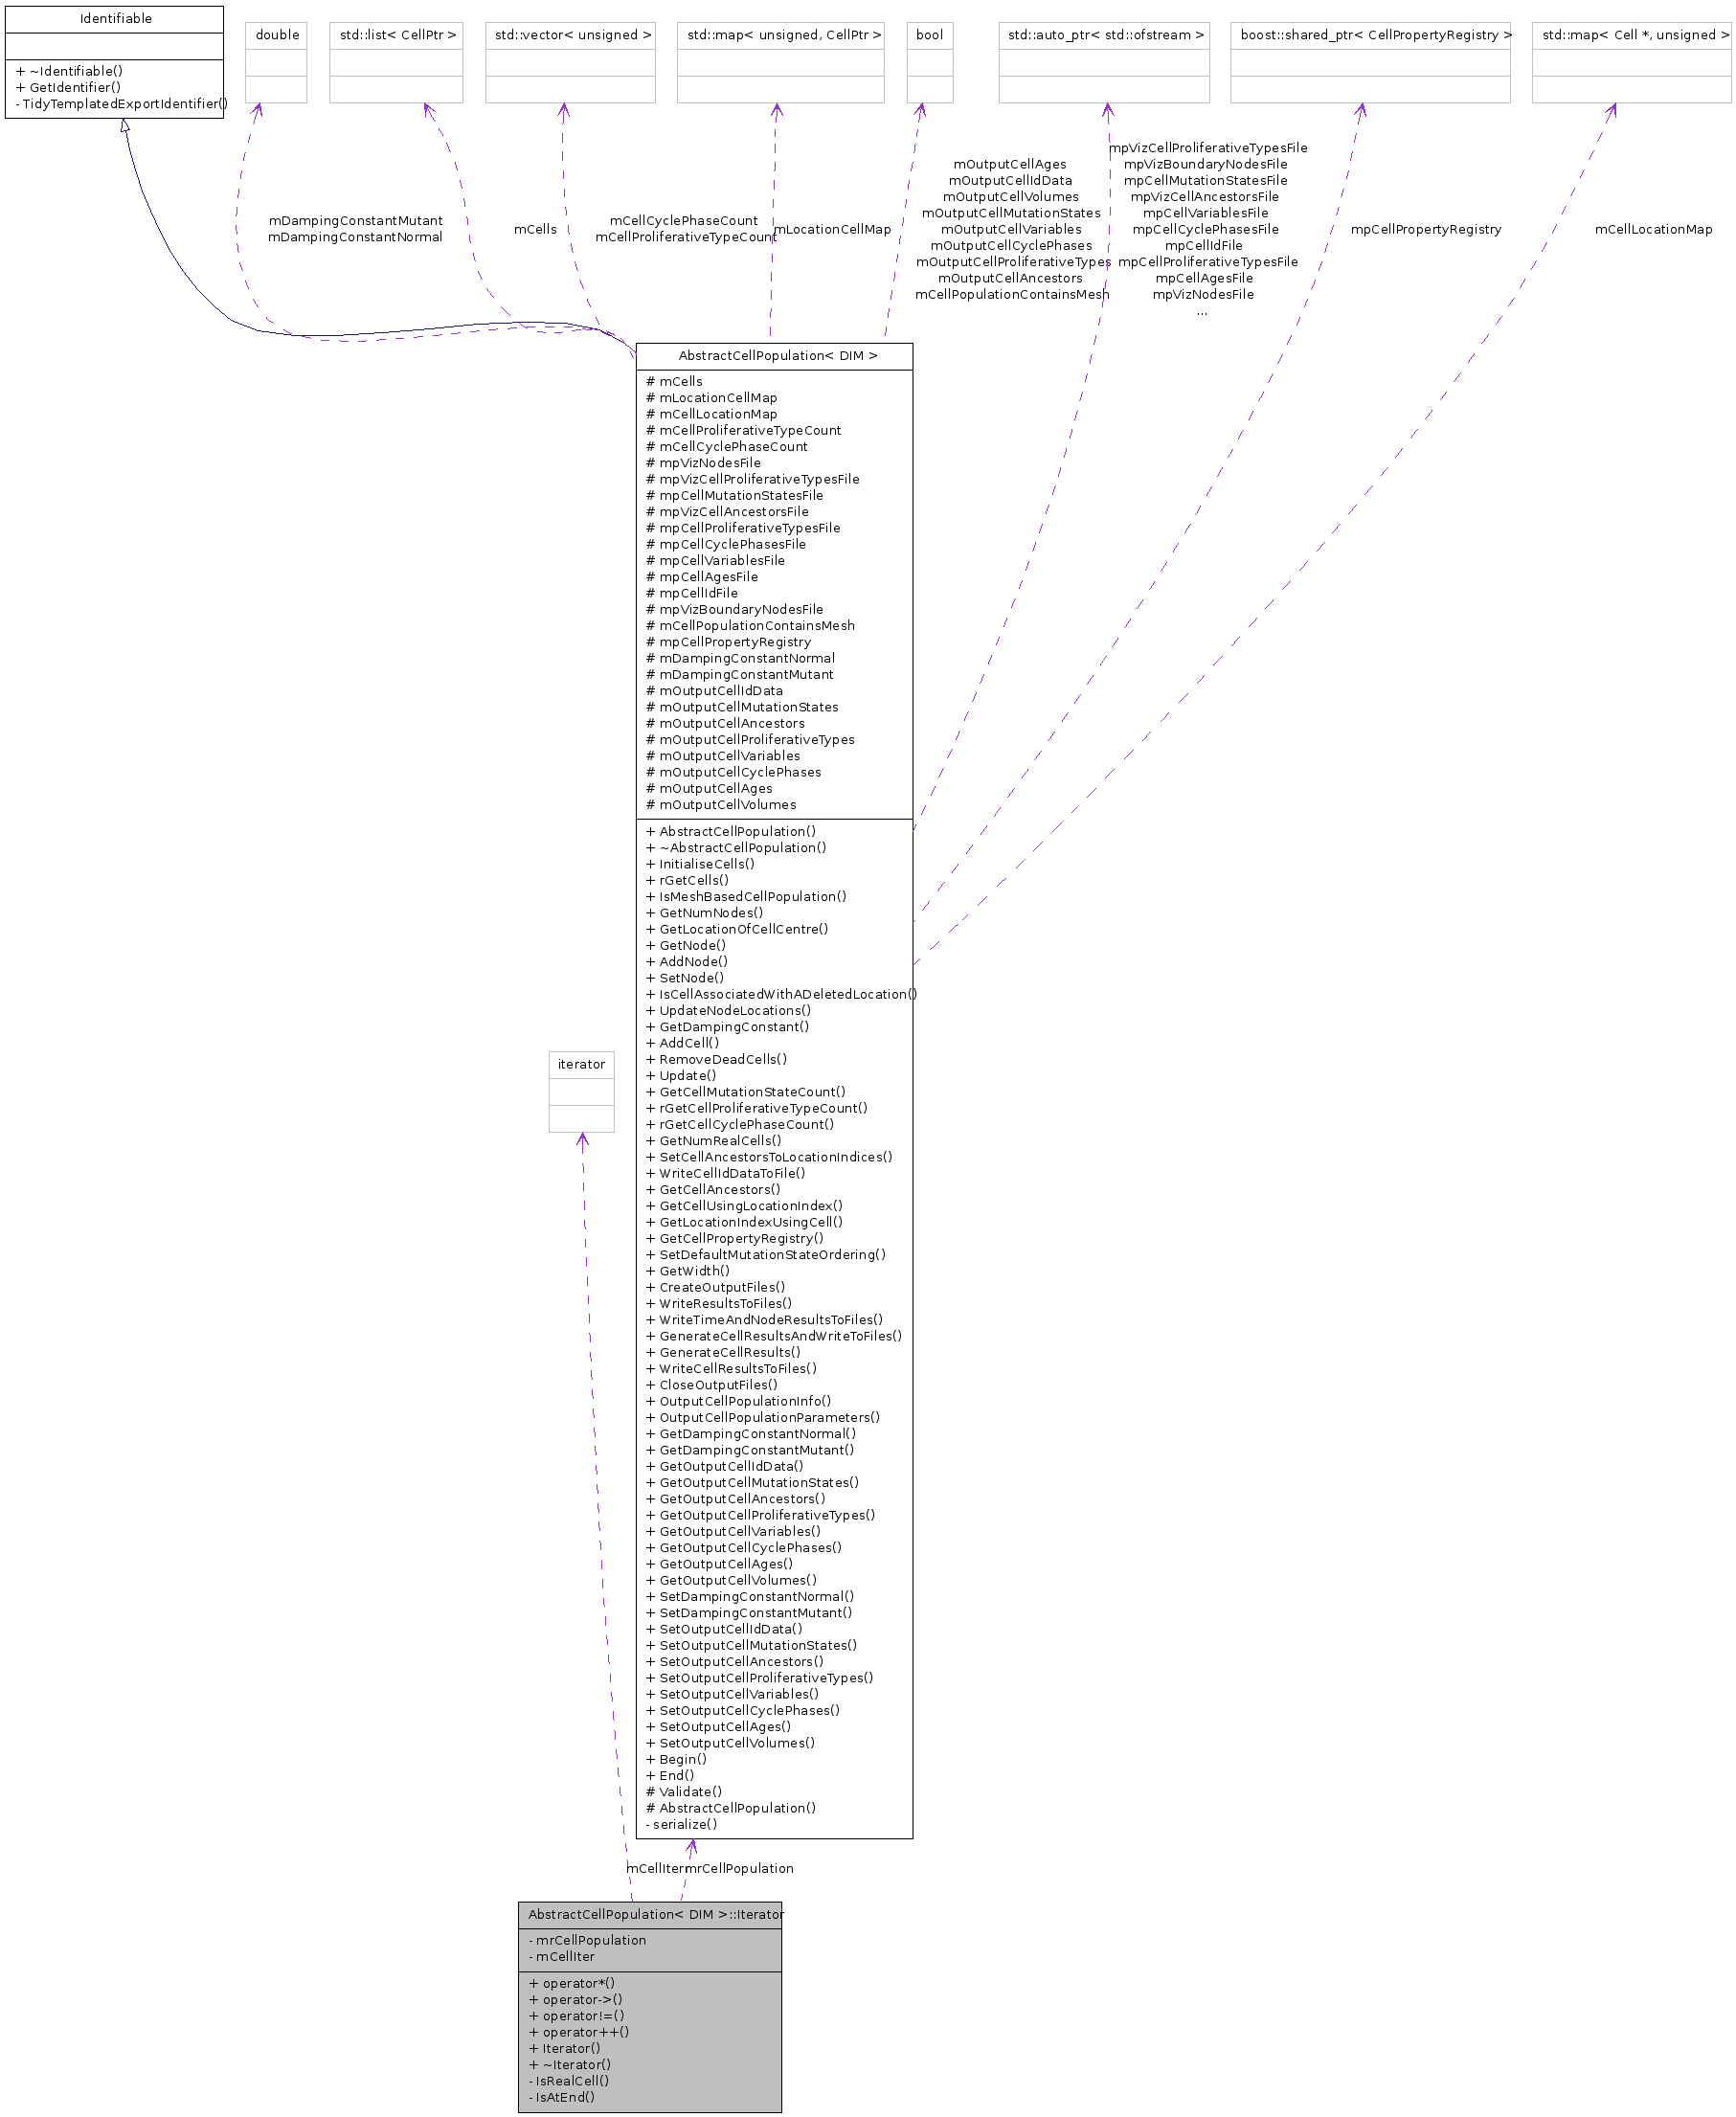 Identifiable
+ ~Identifiable()
+ GetIdentifier()
- TidyTemplatedExportIdentifier()
double
std::list< CellPtr >
std::vector< unsigned >
std::map< unsigned, CellPtr >
bool
std::auto_ptr< std::ofstream >
boost::shared_ptr< CellPropertyRegistry >
std::map< Cell *, unsigned >
mDampingConstantMutant
mDampingConstantNormal
mCells
mCellCyclePhaseCount
mCellProliferativeTypeCount
mLocationCellMap
mOutputCellAges
mOutputCellIdData
mOutputCellVolumes
mOutputCellMutationStates
mOutputCellVariables
mOutputCellCyclePhases
mOutputCellProliferativeTypes
mOutputCellAncestors
mCellPopulationContainsMesh
mpVizCellProliferativeTypesFile
mpVizBoundaryNodesFile
mpCellMutationStatesFile
mpVizCellAncestorsFile
mpCellVariablesFile
mpCellCyclePhasesFile
mpCellIdFile
mpCellProliferativeTypesFile
mpCellAgesFile
mpVizNodesFile
...
mpCellPropertyRegistry
mCellLocationMap
AbstractCellPopulation< DIM >
# mCells
# mLocationCellMap
# mCellLocationMap
# mCellProliferativeTypeCount
# mCellCyclePhaseCount
# mpVizNodesFile
# mpVizCellProliferativeTypesFile
# mpCellMutationStatesFile
# mpVizCellAncestorsFile
# mpCellProliferativeTypesFile
# mpCellCyclePhasesFile
# mpCellVariablesFile
# mpCellAgesFile
# mpCellIdFile
# mpVizBoundaryNodesFile
# mCellPopulationContainsMesh
# mpCellPropertyRegistry
# mDampingConstantNormal
# mDampingConstantMutant
# mOutputCellIdData
# mOutputCellMutationStates
# mOutputCellAncestors
# mOutputCellProliferativeTypes
# mOutputCellVariables
# mOutputCellCyclePhases
# mOutputCellAges
# mOutputCellVolumes
+ AbstractCellPopulation()
+ ~AbstractCellPopulation()
+ InitialiseCells()
+ rGetCells()
+ IsMeshBasedCellPopulation()
+ GetNumNodes()
+ GetLocationOfCellCentre()
+ GetNode()
+ AddNode()
+ SetNode()
+ IsCellAssociatedWithADeletedLocation()
+ UpdateNodeLocations()
+ GetDampingConstant()
+ AddCell()
+ RemoveDeadCells()
+ Update()
+ GetCellMutationStateCount()
+ rGetCellProliferativeTypeCount()
+ rGetCellCyclePhaseCount()
+ GetNumRealCells()
+ SetCellAncestorsToLocationIndices()
+ WriteCellIdDataToFile()
+ GetCellAncestors()
+ GetCellUsingLocationIndex()
+ GetLocationIndexUsingCell()
+ GetCellPropertyRegistry()
+ SetDefaultMutationStateOrdering()
+ GetWidth()
+ CreateOutputFiles()
+ WriteResultsToFiles()
+ WriteTimeAndNodeResultsToFiles()
+ GenerateCellResultsAndWriteToFiles()
+ GenerateCellResults()
+ WriteCellResultsToFiles()
+ CloseOutputFiles()
+ OutputCellPopulationInfo()
+ OutputCellPopulationParameters()
+ GetDampingConstantNormal()
+ GetDampingConstantMutant()
+ GetOutputCellIdData()
+ GetOutputCellMutationStates()
+ GetOutputCellAncestors()
+ GetOutputCellProliferativeTypes()
+ GetOutputCellVariables()
+ GetOutputCellCyclePhases()
+ GetOutputCellAges()
+ GetOutputCellVolumes()
+ SetDampingConstantNormal()
+ SetDampingConstantMutant()
+ SetOutputCellIdData()
+ SetOutputCellMutationStates()
+ SetOutputCellAncestors()
+ SetOutputCellProliferativeTypes()
+ SetOutputCellVariables()
+ SetOutputCellCyclePhases()
+ SetOutputCellAges()
+ SetOutputCellVolumes()
+ Begin()
+ End()
# Validate()
# AbstractCellPopulation()
- serialize()
iterator
mCellIter
mrCellPopulation
AbstractCellPopulation< DIM >::Iterator
- mrCellPopulation
- mCellIter
+ operator*()
+ operator->()
+ operator!=()
+ operator++()
+ Iterator()
+ ~Iterator()
- IsRealCell()
- IsAtEnd()